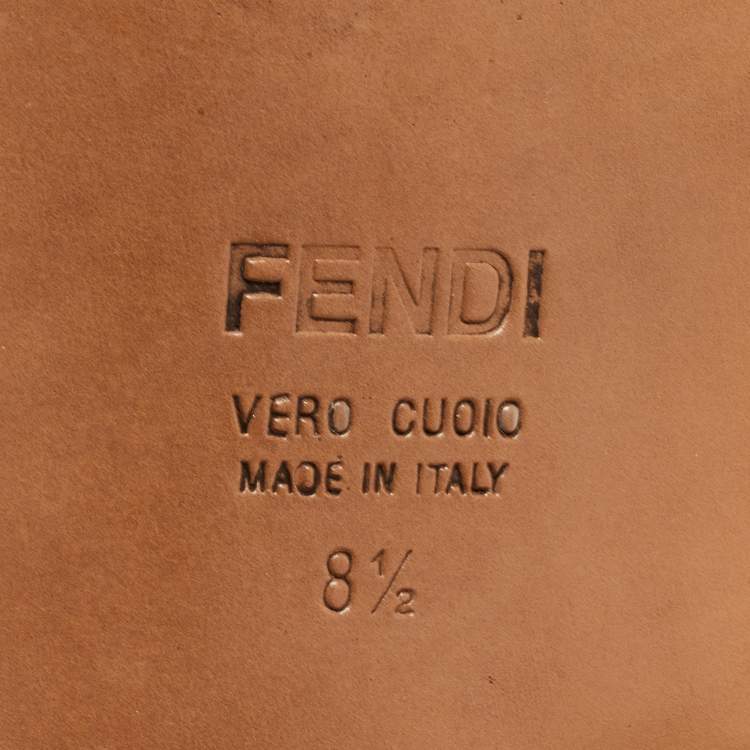 FENDI
VERO CUOIO
MADE IN ITALY
8 ½